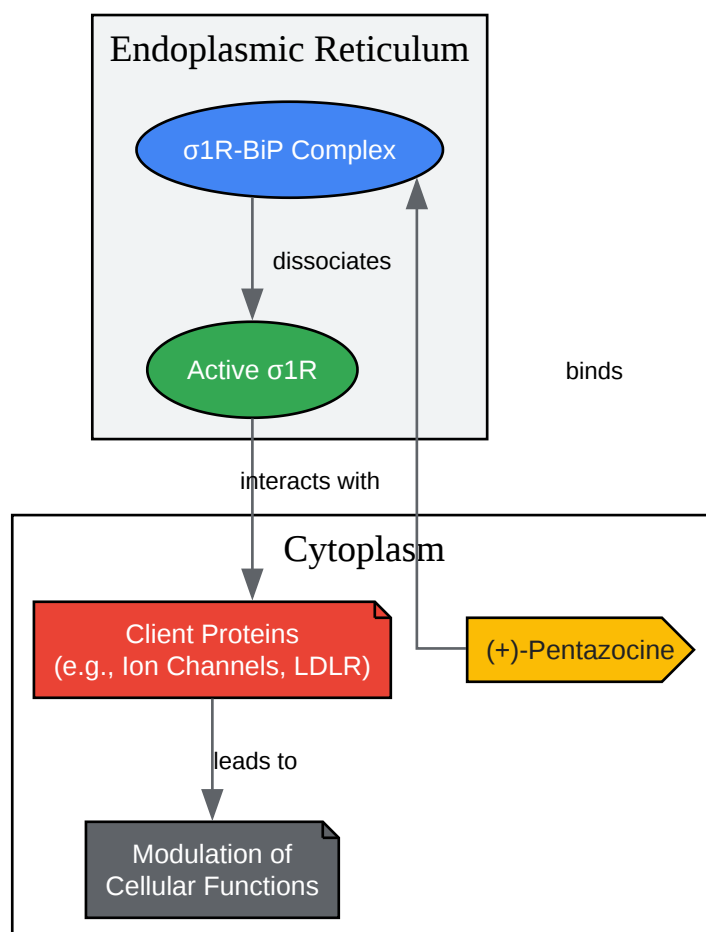 Endoplasmic Reticulum
σ1R-BiP Complex
dissociates
Active σ1R
binds
interacts with
Cytoplasm
Client Proteins
(e.g., Ion Channels, LDLR)
(+)-Pentazocine
leads to
Modulation of
Cellular Functions